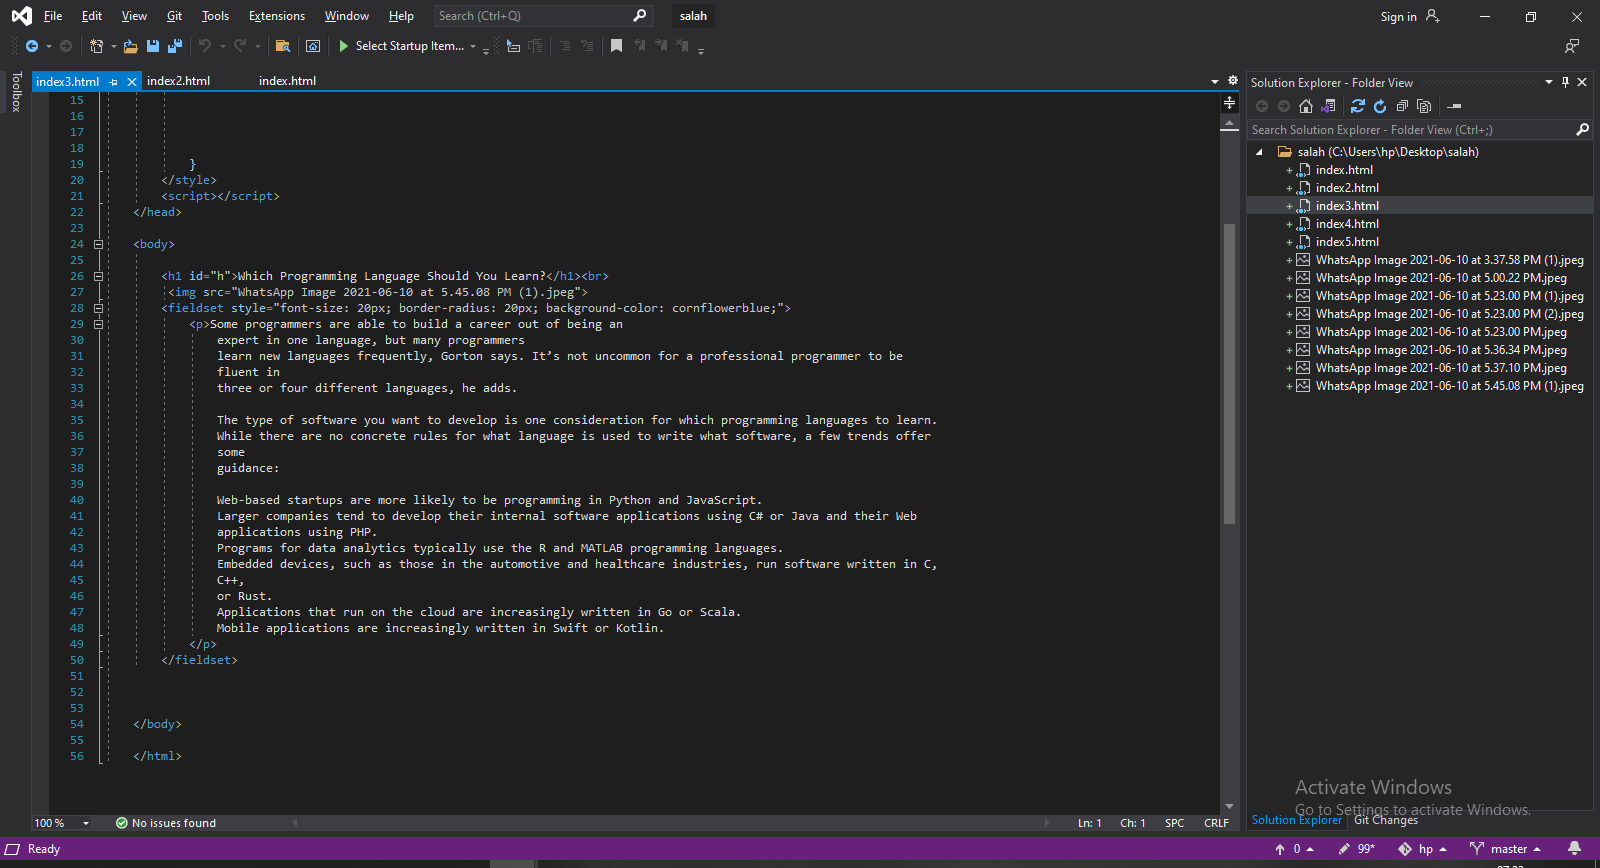 File Edit View Git Tools Extensions Window Help Search (Ctrl+Q) salah Sign in
Select Startup Item...
Toolbox
index3.html index2.html index.html
15
16
17
18
19 }
20 </style>
21 <script></script>
22 </head>
23
24 <body>
25
26 <h1 id="h">Which Programming Language Should You Learn?</h1><br>
27 <img src="WhatsApp Image 2021-06-10 at 5.45.08 PM (1).jpeg">
28 <fieldset style="font-size: 20px; border-radius: 20px; background-color: cornflowerblue;">
29 <p>Some programmers are able to build a career out of being an
30 expert in one language, but many programmers
31 learn new languages frequently, Gorton says. It’s not uncommon for a professional programmer to be
32 fluent in
33 three or four different languages, he adds.
34
35 The type of software you want to develop is one consideration for which programming languages to learn.
36 While there are no concrete rules for what language is used to write what software, a few trends offer
37 some
38 guidance:
39
40 Web-based startups are more likely to be programming in Python and JavaScript.
41 Larger companies tend to develop their internal software applications using C# or Java and their Web
42 applications using PHP.
43 Programs for data analytics typically use the R and MATLAB programming languages.
44 Embedded devices, such as those in the automotive and healthcare industries, run software written in C,
45 C++,
46 or Rust.
47 Applications that run on the cloud are increasingly written in Go or Scala.
48 Mobile applications are increasingly written in Swift or Kotlin.
49 </p>
50 </fieldset>
51
52
53
54 </body>
55
56 </html>
100 % No issues found Ln: 1 Ch: 1 SPC CRLF
Solution Explorer - Folder View
Search Solution Explorer - Folder View (Ctrl+;)
salah (C:\Users\hp\Desktop\salah)
index.html
index2.html
index3.html
index4.html
index5.html
WhatsApp Image 2021-06-10 at 3.37.58 PM (1).jpeg
WhatsApp Image 2021-06-10 at 5.00.22 PM.jpeg
WhatsApp Image 2021-06-10 at 5.23.00 PM (1).jpeg
WhatsApp Image 2021-06-10 at 5.23.00 PM (2).jpeg
WhatsApp Image 2021-06-10 at 5.23.00 PM.jpeg
WhatsApp Image 2021-06-10 at 5.36.34 PM.jpeg
WhatsApp Image 2021-06-10 at 5.37.10 PM.jpeg
WhatsApp Image 2021-06-10 at 5.45.08 PM (1).jpeg
Activate Windows
Go to Settings to activate Windows.
Solution Explorer Git Changes
Ready 0 99* hp master